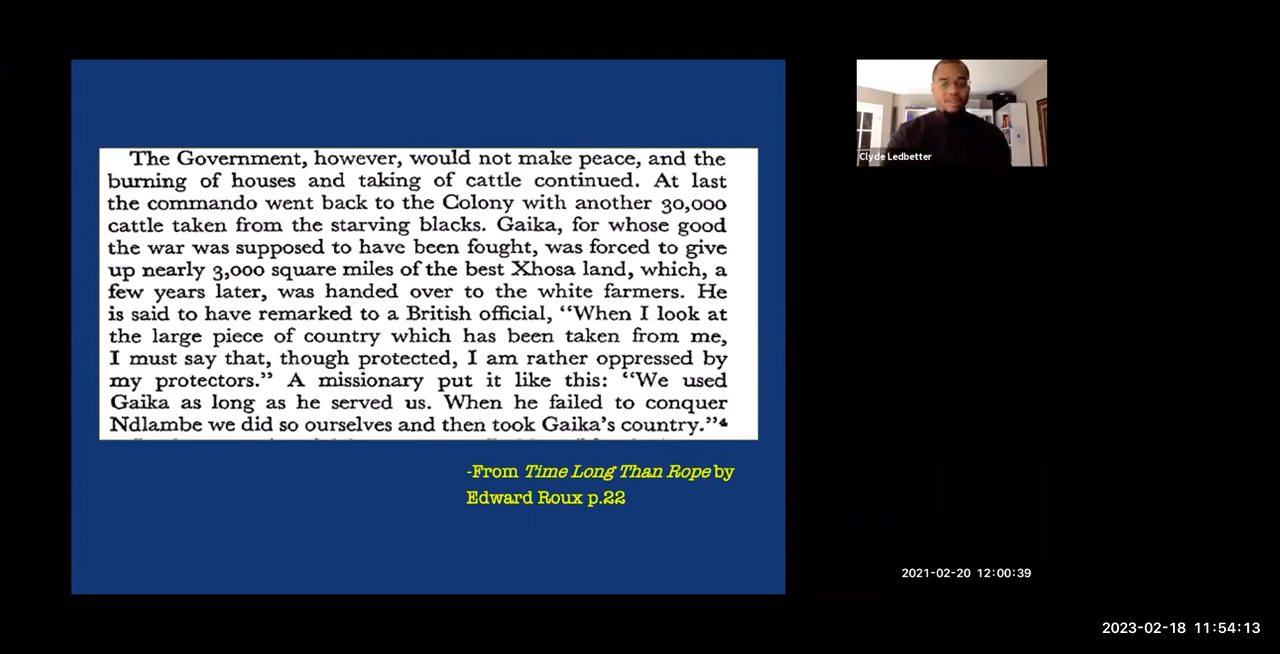 The Government, however, would not make peace, and the
burning of houses and taking of cattle continued. At last
the commando went back to the Colony with another 30,000
cattle taken from the starving blacks. Gaika, for whose good
the war was supposed to have been fought, was forced to give
up nearly 3,000 square miles of the best Xhosa land, which, a
few years later, was handed over to the white farmers. He
is said to have remarked to a British official, “When I look at
the large piece of country which has been taken from me,
I must say that, though protected, I am rather oppressed by
my protectors.” A missionary put it like this: “We used
Gaika as long as he served us. When he failed to conquer
Ndlambe we did so ourselves and then took Gaika’s country.”4
-From Time Long Than Rope by
Edward Roux p.22
Clyde Ledbetter
2021-02-20 12:00:39
2023-02-18 11:54:13